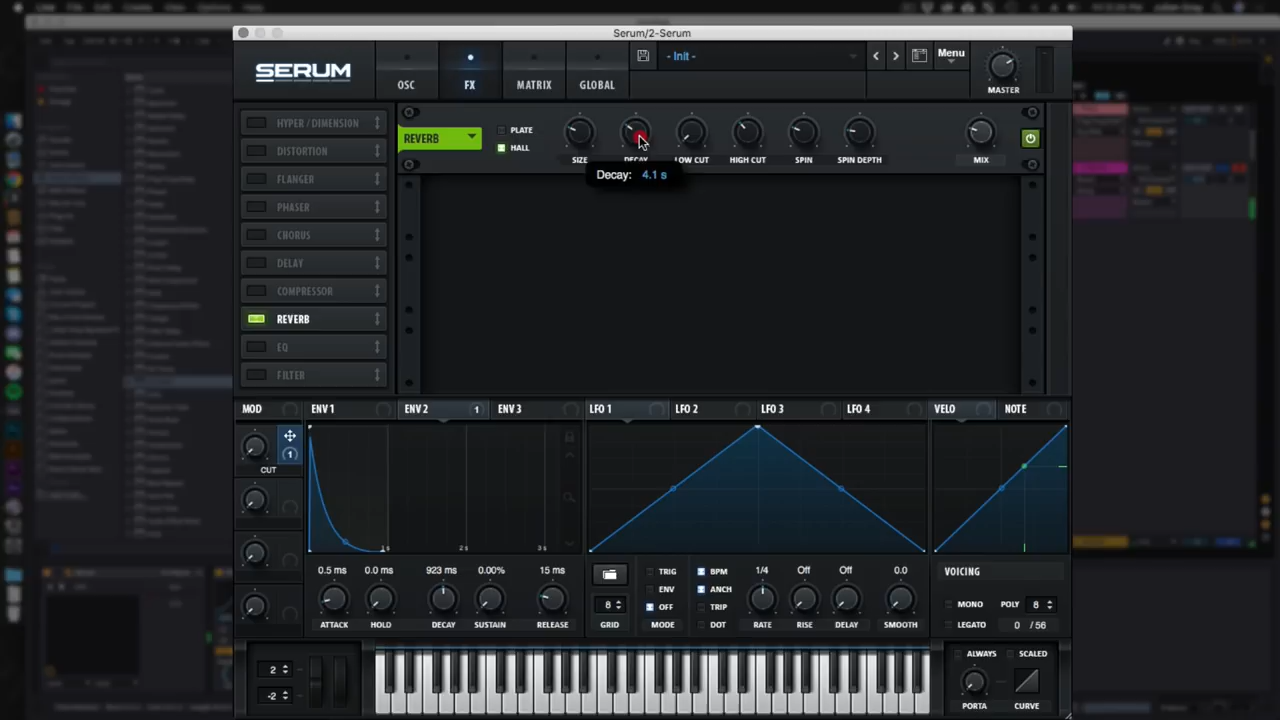 Serum/2-Serum
SERUM
OSC
FX
MATRIX
GLOBAL
- Init -
Menu
MASTER
REVERB
PLATE
HALL
SIZE
DECAY
LOW CUT
HIGH CUT
SPIN
SPIN DEPTH
MIX
Decay: 4.1 s
HYPER / DIMENSION
DISTORTION
FLANGER
PHASER
CHORUS
DELAY
COMPRESSOR
REVERB
EQ
FILTER
MOD
ENV 1
ENV 2
1
ENV 3
LFO 1
LFO 2
LFO 3
LFO 4
VELO
NOTE
1
CUT
1s
2s
3s
0.5 ms
0.0 ms
923 ms
0.00%
15 ms
ATTACK
HOLD
DECAY
SUSTAIN
RELEASE
8
GRID
TRIG
ENV
OFF
MODE
BPM
ANCH
TRIP
DOT
1/4
Off
Off
0.0
RATE
RISE
DELAY
SMOOTH
VOICING
MONO
POLY
8
LEGATO
0 / 56
2
-2
ALWAYS
SCALED
PORTA
CURVE